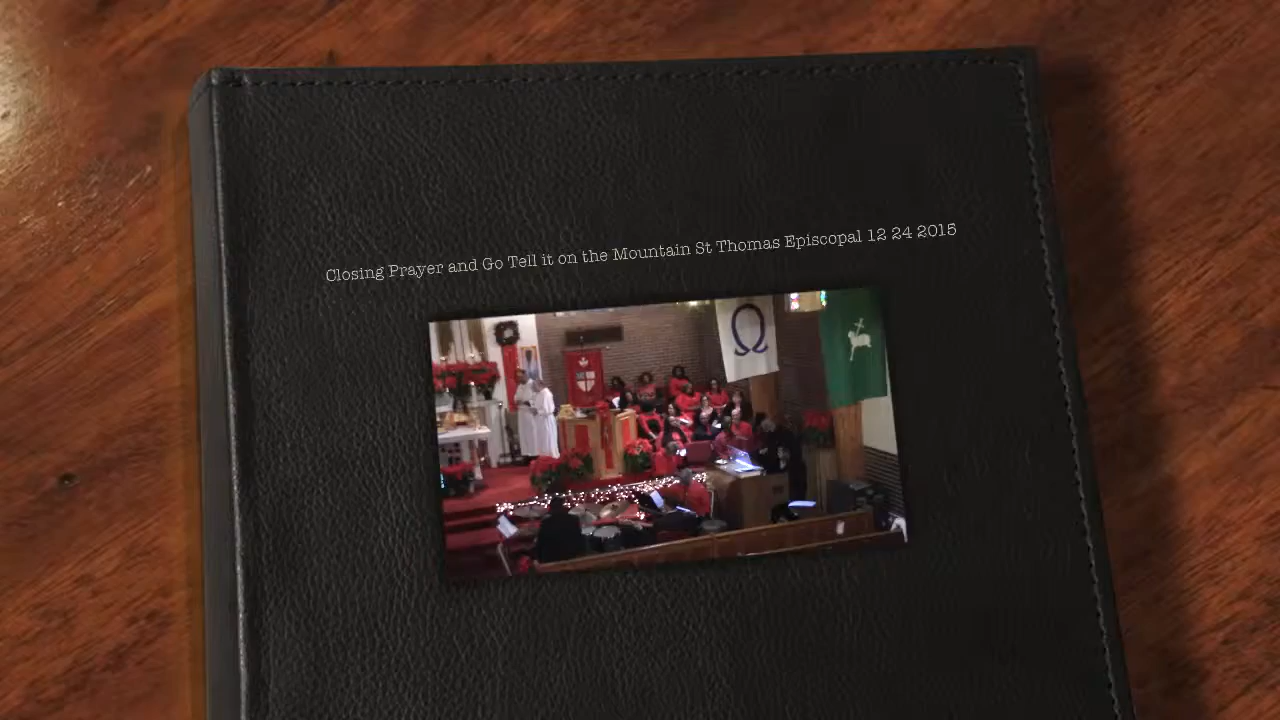 Closing Prayer and Go Tell it on the Mountain St Thomas Episcopal 12 24 2015
Ω